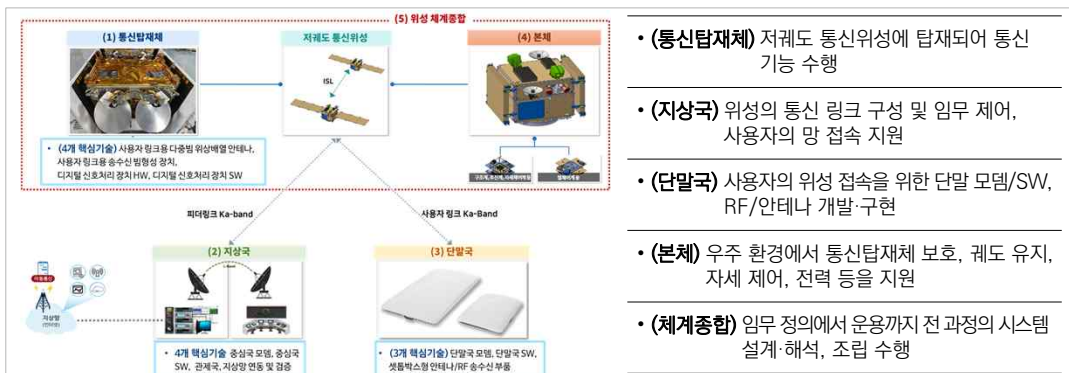 (5) 위성 체계종합
(1) 통신탑재체
저궤도 통신위성
(4) 본체
ISL
• (4개 핵심기술) 사용자 링크용 다중빔 위상배열 안테나,
사용자 링크용 송수신 빔형성 장치,
디지털 신호처리 장치 HW, 디지털 신호처리 장치 SW
피더링크 Ka-band
사용자 링크 Ka-Band
(2) 지상국
(3) 단말국
이동통신
지상망
(인터넷)
• 4개 핵심기술 중심국 모뎀, 중심국
SW, 관제국, 지상망 연동 및 검증
• (3개 핵심기술) 단말국 모뎀, 단말국 SW,
셋톱박스형 안테나/RF 송수신 부품
• (통신탑재체) 저궤도 통신위성에 탑재되어 통신
기능 수행
• (지상국) 위성의 통신 링크 구성 및 임무 제어,
사용자의 망 접속 지원
• (단말국) 사용자의 위성 접속을 위한 단말 모뎀/SW,
RF/안테나 개발·구현
• (본체) 우주 환경에서 통신탑재체 보호, 궤도 유지,
자세 제어, 전력 등을 지원
• (체계종합) 임무 정의에서 운용까지 전 과정의 시스템
설계·해석, 조립 수행